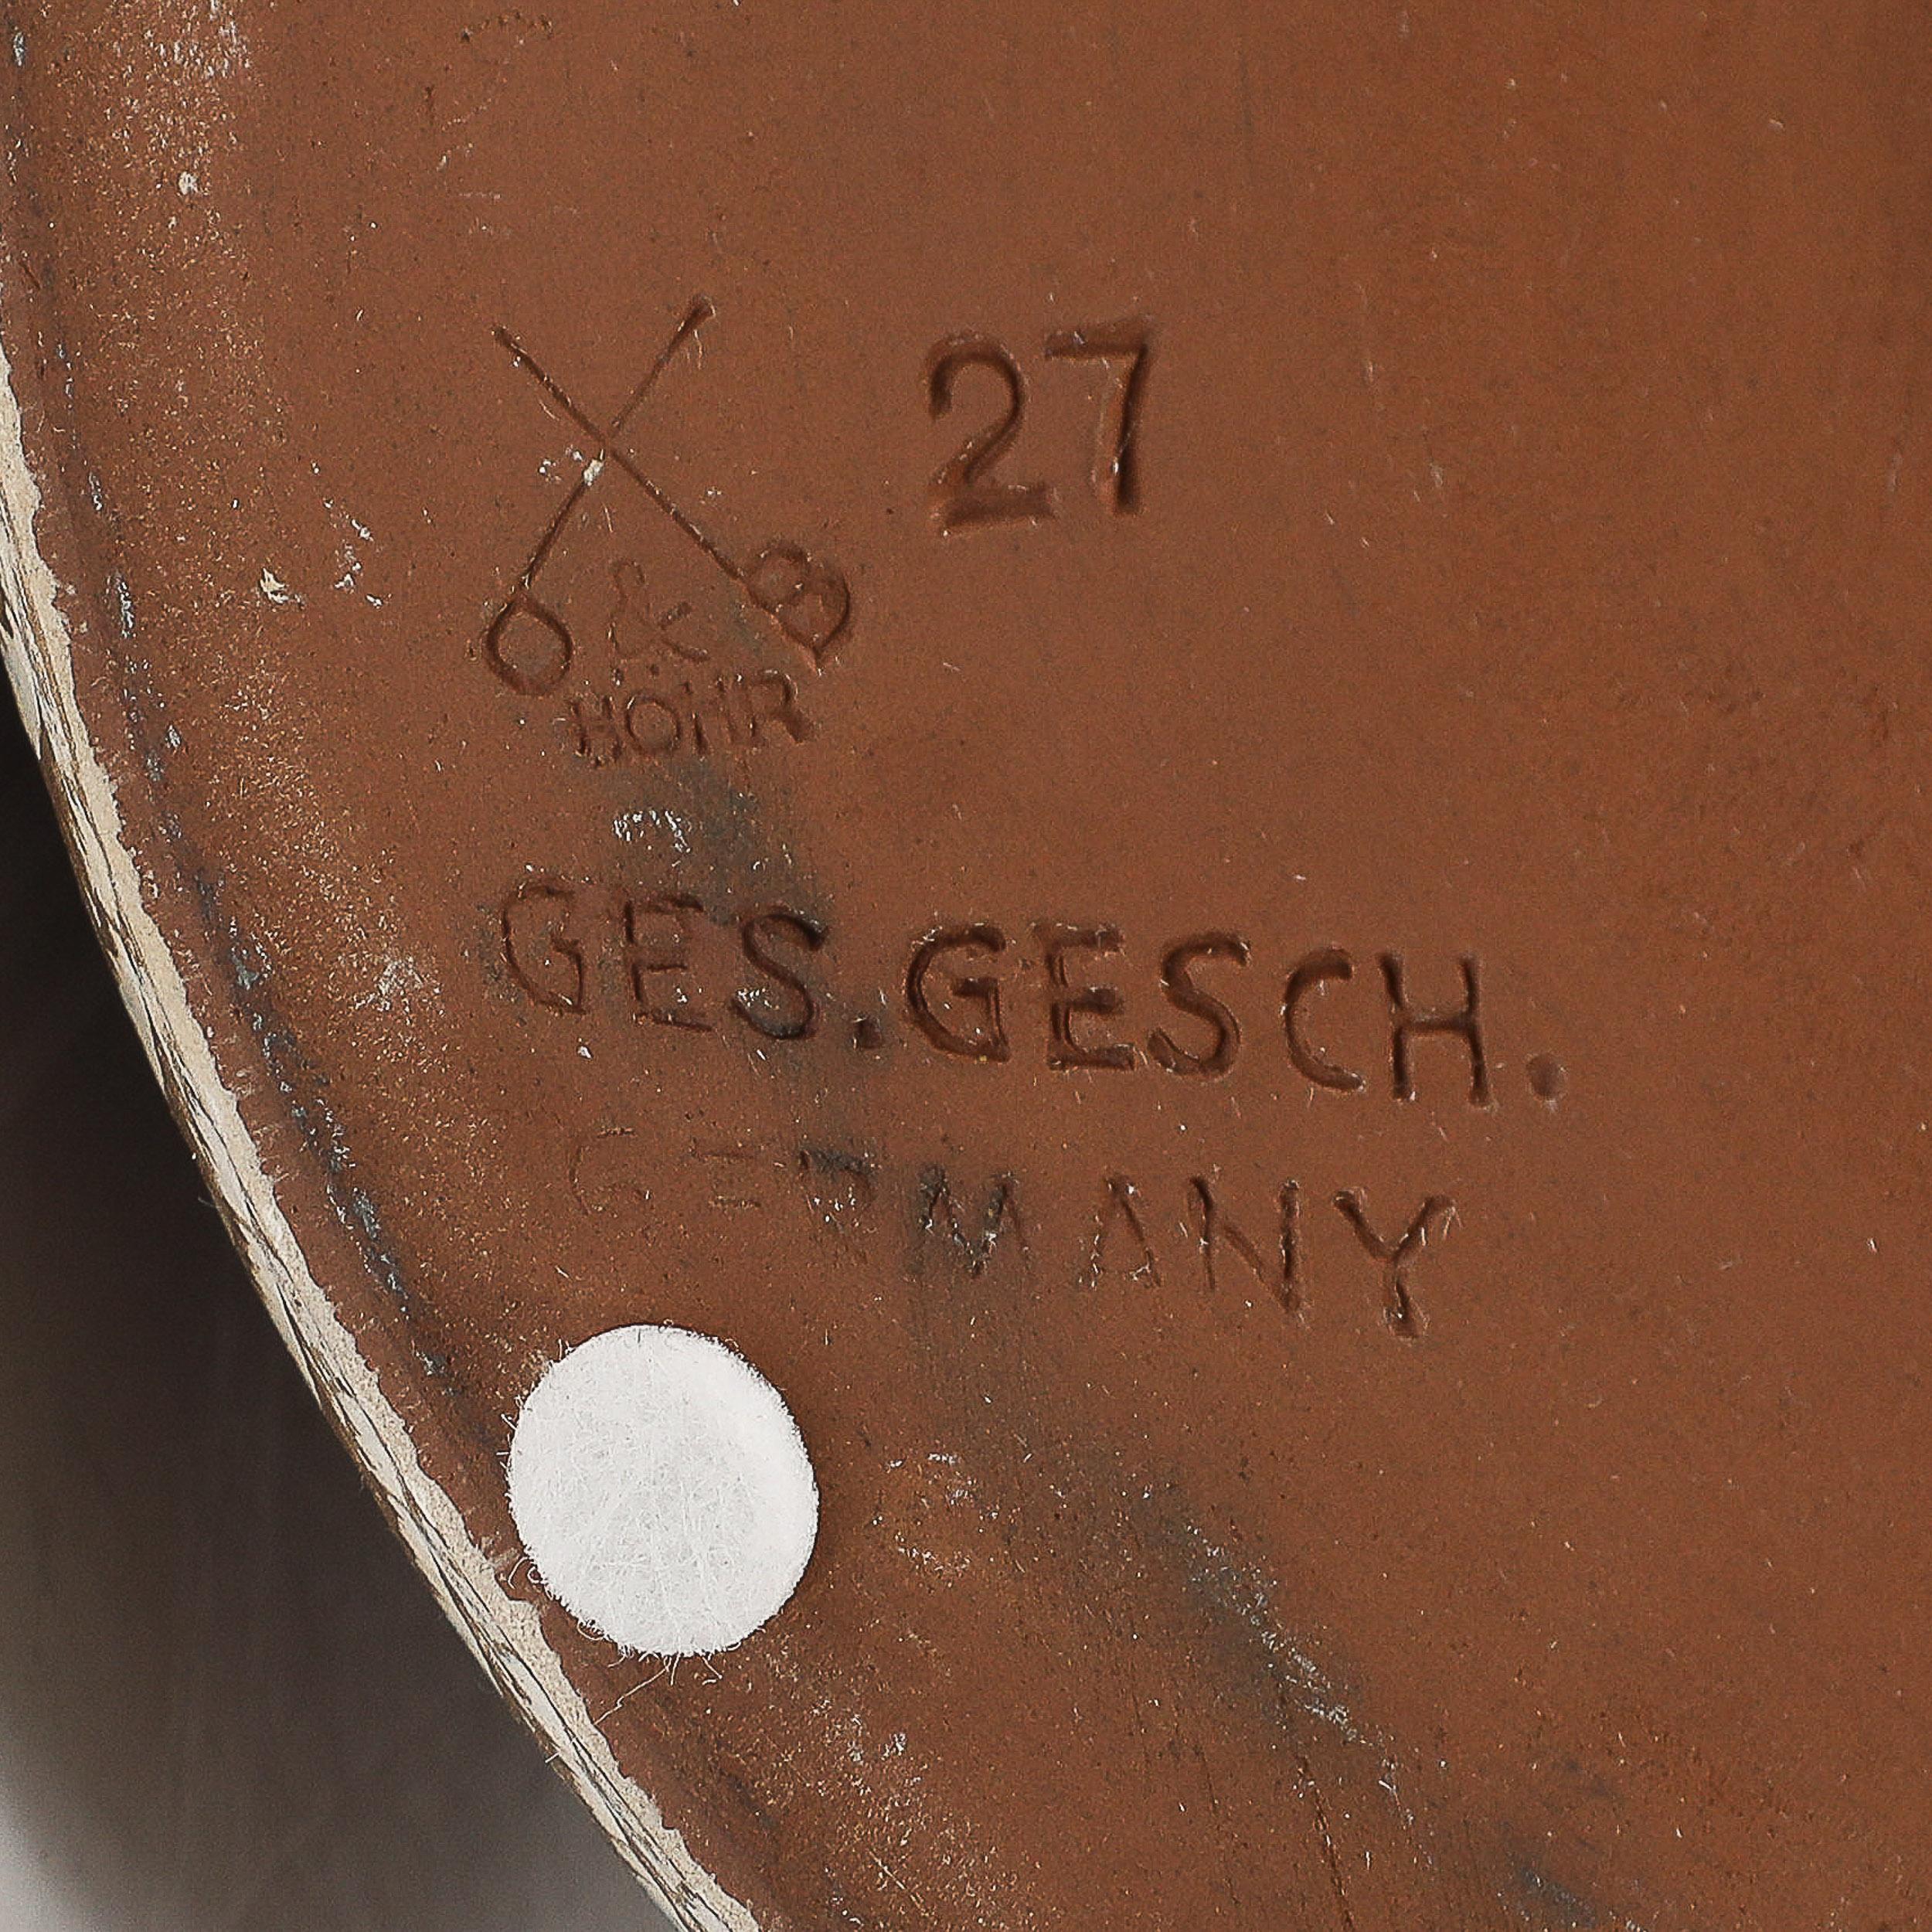 27
O & B
HÖHR
GES.GESCH.
GERMANY